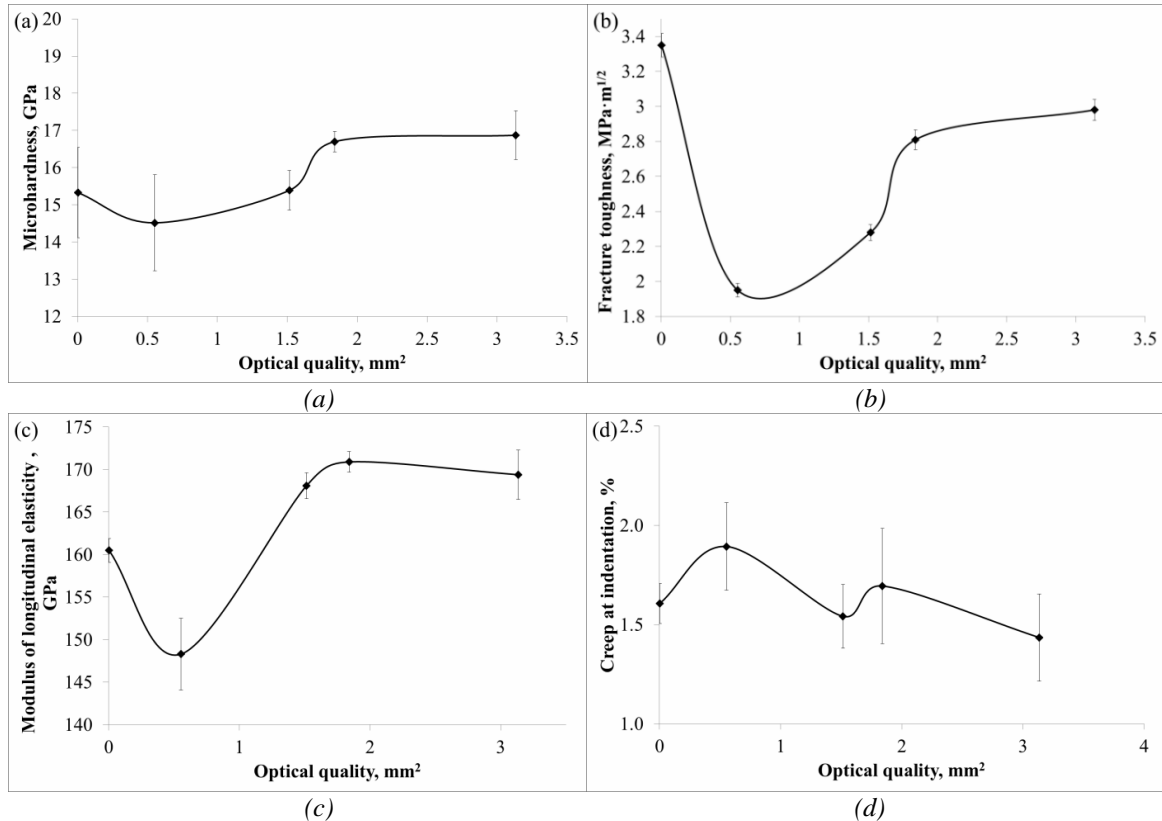 (a)
20
19
18
17
16
15
14
13
12
Microhardness, GPa
0 0.5 1 1.5 2 2.5 3 3.5
Optical quality, mm²
(a)
(b)
3.4
3.2
3
2.8
2.6
2.4
2.2
2
1.8
Fracture toughness, MPa·m1/2
0 0.5 1 1.5 2 2.5 3 3.5
Optical quality, mm²
(b)
(c)
175
170
165
160
155
150
145
140
Modulus of longitudinal elasticity ,
GPa
0 1 2 3
Optical quality, mm²
(c)
(d)
2.5
2.0
1.5
1.0
Creep at indentation, %
0 1 2 3 4
Optical quality, mm²
(d)